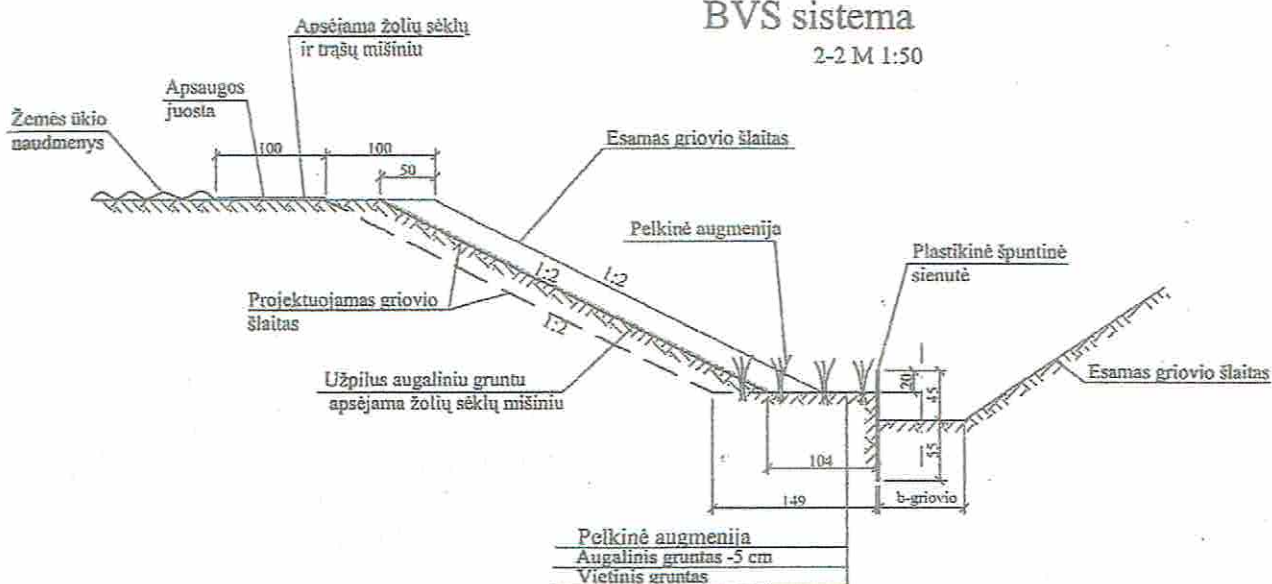 BVS sistema
2-2 M 1:50
Apsėjama žolių sėklų
ir trąšų mišiniu
Apsaugos
juosta
Žemės ūkio
naudmenys
100
100
50
Esamas griovio šlaitas
Pelkinė augmenija
Plastikinė špuntinė
sienutė
1:2
1:2
1:2
Projektuojamas griovio
šlaitas
Užpilus augaliniu gruntu
apsėjama žolių sėklų mišiniu
Esamas griovio šlaitas
20
45
55
104
149
b-griovio
Pelkinė augmenija
Augalinis gruntas -5 cm
Vietinis gruntas